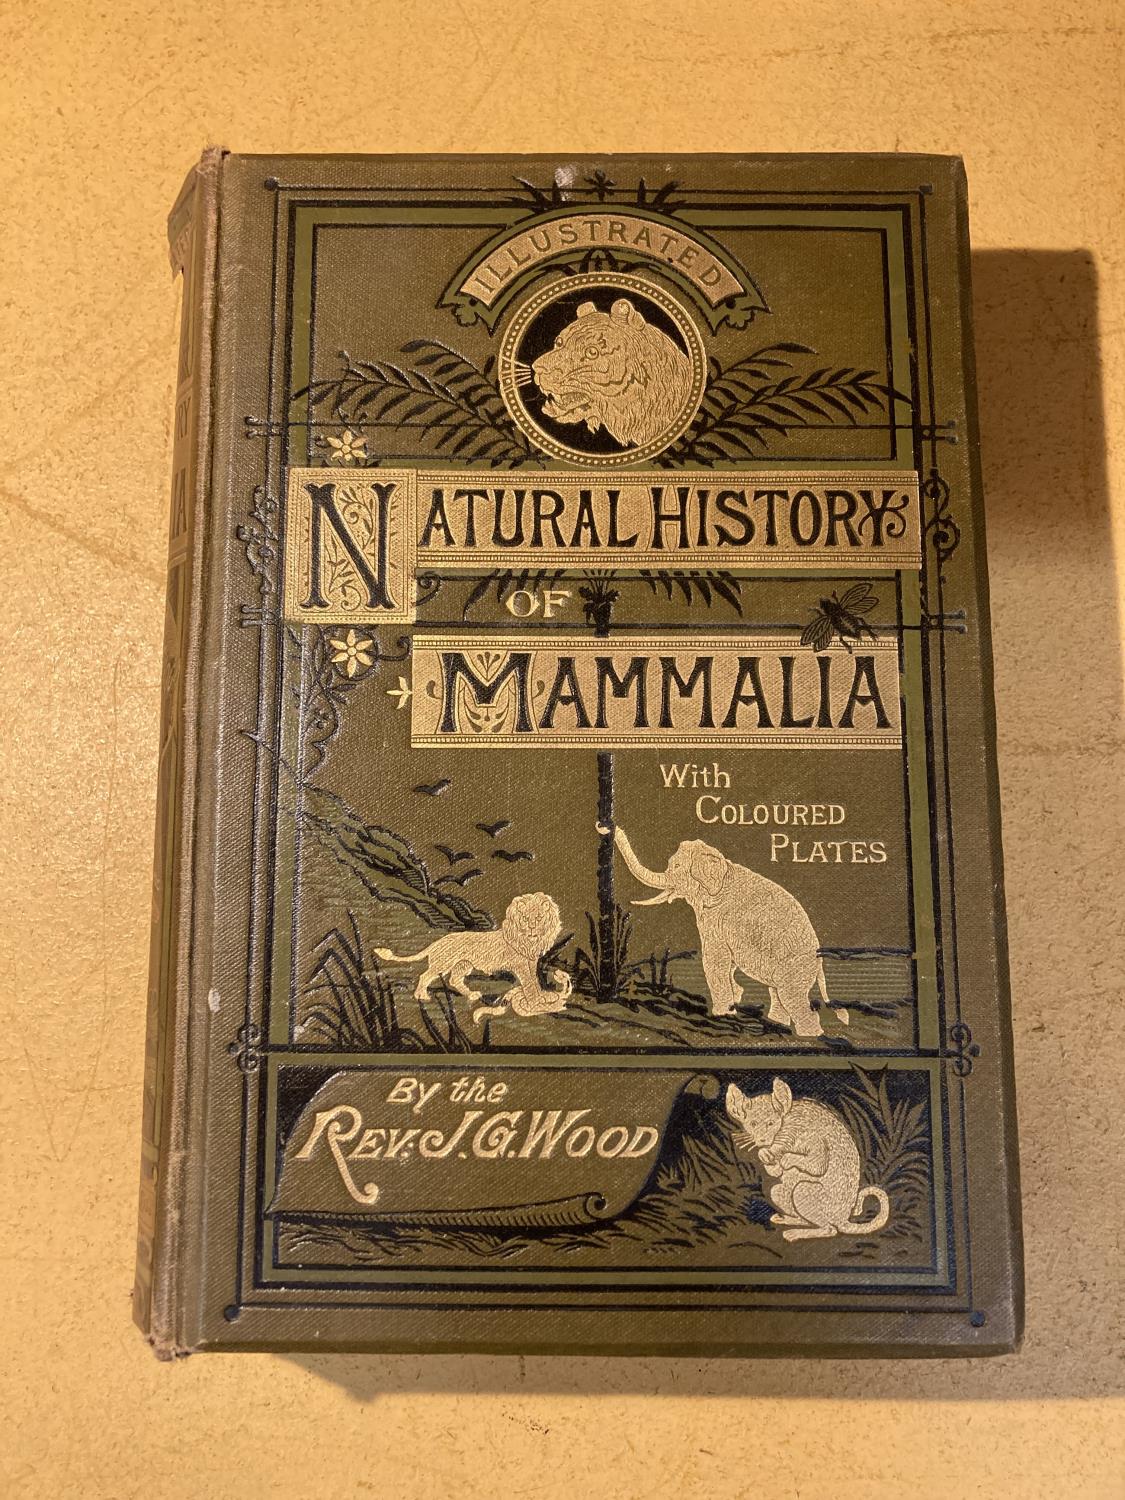 ILLUSTRATED
NATURAL HISTORY
OF
MAMMALIA
With
COLOURED
PLATES
By the
REV. J. G. WOOD